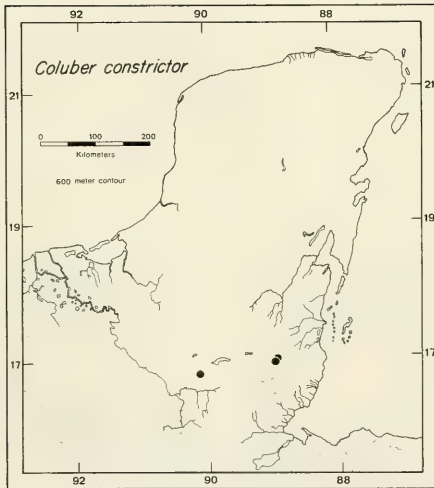 92 90 88
Coluber constrictor
21 21
0 100 200
Kilometers
600 meter contour
19 19
17 17
92 90 88